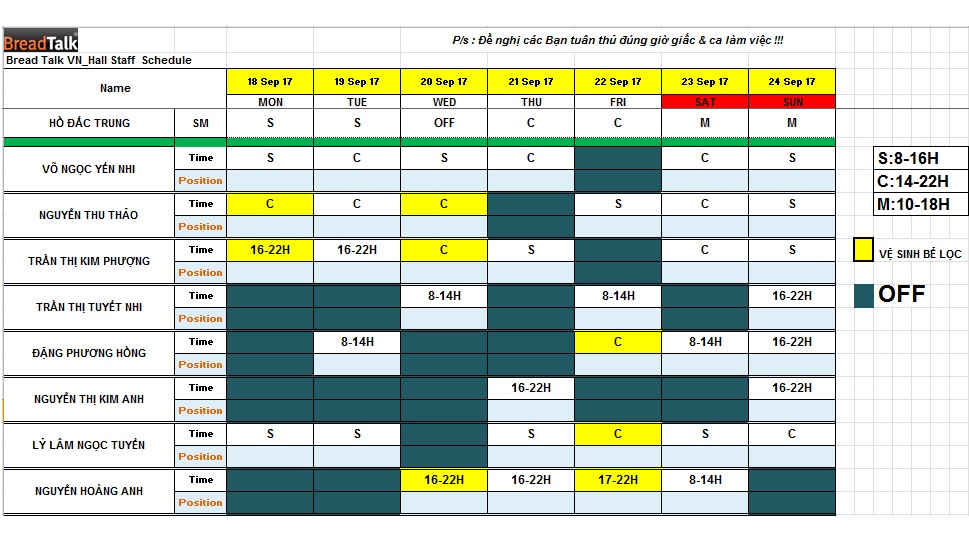 BreadTalk
P/s : Đề nghị các Bạn tuân thủ đúng giờ giấc & ca làm việc !!!
Bread Talk VN_Hall Staff Schedule
Name 18 Sep 17 19 Sep 17 20 Sep 17 21 Sep 17 22 Sep 17 23 Sep 17 24 Sep 17
MON TUE WED THU FRI SAT SUN
HỒ ĐẮC TRUNG SM S S OFF C C M M
VÕ NGỌC YẾN NHI Time S C S C C S
Position
NGUYỄN THU THẢO Time C C C S C S
Position
TRẦN THỊ KIM PHƯỢNG Time 16-22H 16-22H C S C S
Position
TRẦN THỊ TUYẾT NHI Time 8-14H 8-14H 16-22H
Position
ĐẶNG PHƯƠNG HỒNG Time 8-14H C 8-14H 16-22H
Position
NGUYỄN THỊ KIM ANH Time 16-22H 16-22H
Position
LÝ LÂM NGỌC TUYỀN Time S S S C S C
Position
NGUYỄN HOÀNG ANH Time 16-22H 16-22H 17-22H 8-14H
Position
S:8-16H
C:14-22H
M:10-18H
VỆ SINH BỂ LỌC
OFF